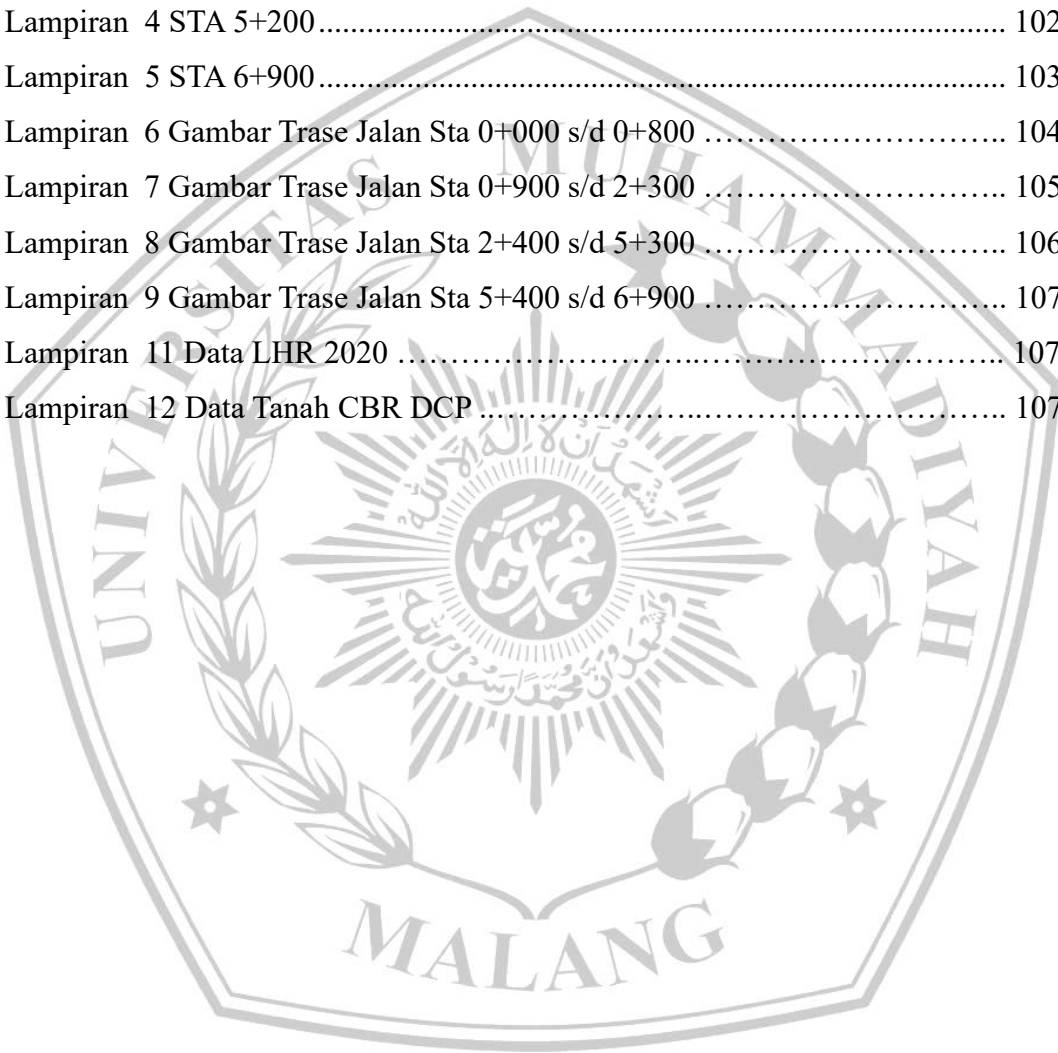 Lampiran 4 STA 5+200.......................................................................................... 102
Lampiran 5 STA 6+900.......................................................................................... 103
Lampiran 6 Gambar Trase Jalan Sta 0+000 s/d 0+800 ………………………….. 104
Lampiran 7 Gambar Trase Jalan Sta 0+900 s/d 2+300 ………………………….. 105
Lampiran 8 Gambar Trase Jalan Sta 2+400 s/d 5+300 ………………………….. 106
Lampiran 9 Gambar Trase Jalan Sta 5+400 s/d 6+900 ………………………….. 107
Lampiran 11 Data LHR 2020 …………………………..………………………….. 107
Lampiran 12 Data Tanah CBR DCP ..…………………..………………………….. 107
UNIVERSITAS MUHAMMADIYAH
MALANG